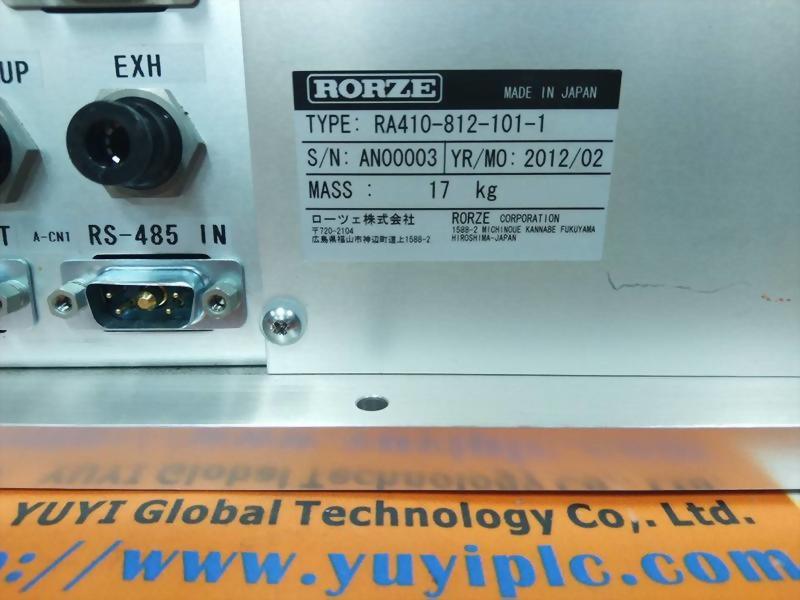 UP
EXH
RORZE MADE IN JAPAN
TYPE: RA410-812-101-1
S/N: AN00003 YR/MO: 2012/02
MASS : 17 kg
ローツェ株式会社 RORZE CORPORATION
〒720-2104 1588-2 MICHINOUE KANNABE FUKUYAMA
広島県福山市神辺町道上1588-2 HIROSHIMA-JAPAN
T A-CN1 RS-485 IN
YUYI Global Technology Co,. Ltd.
://www.yuyiplc.com